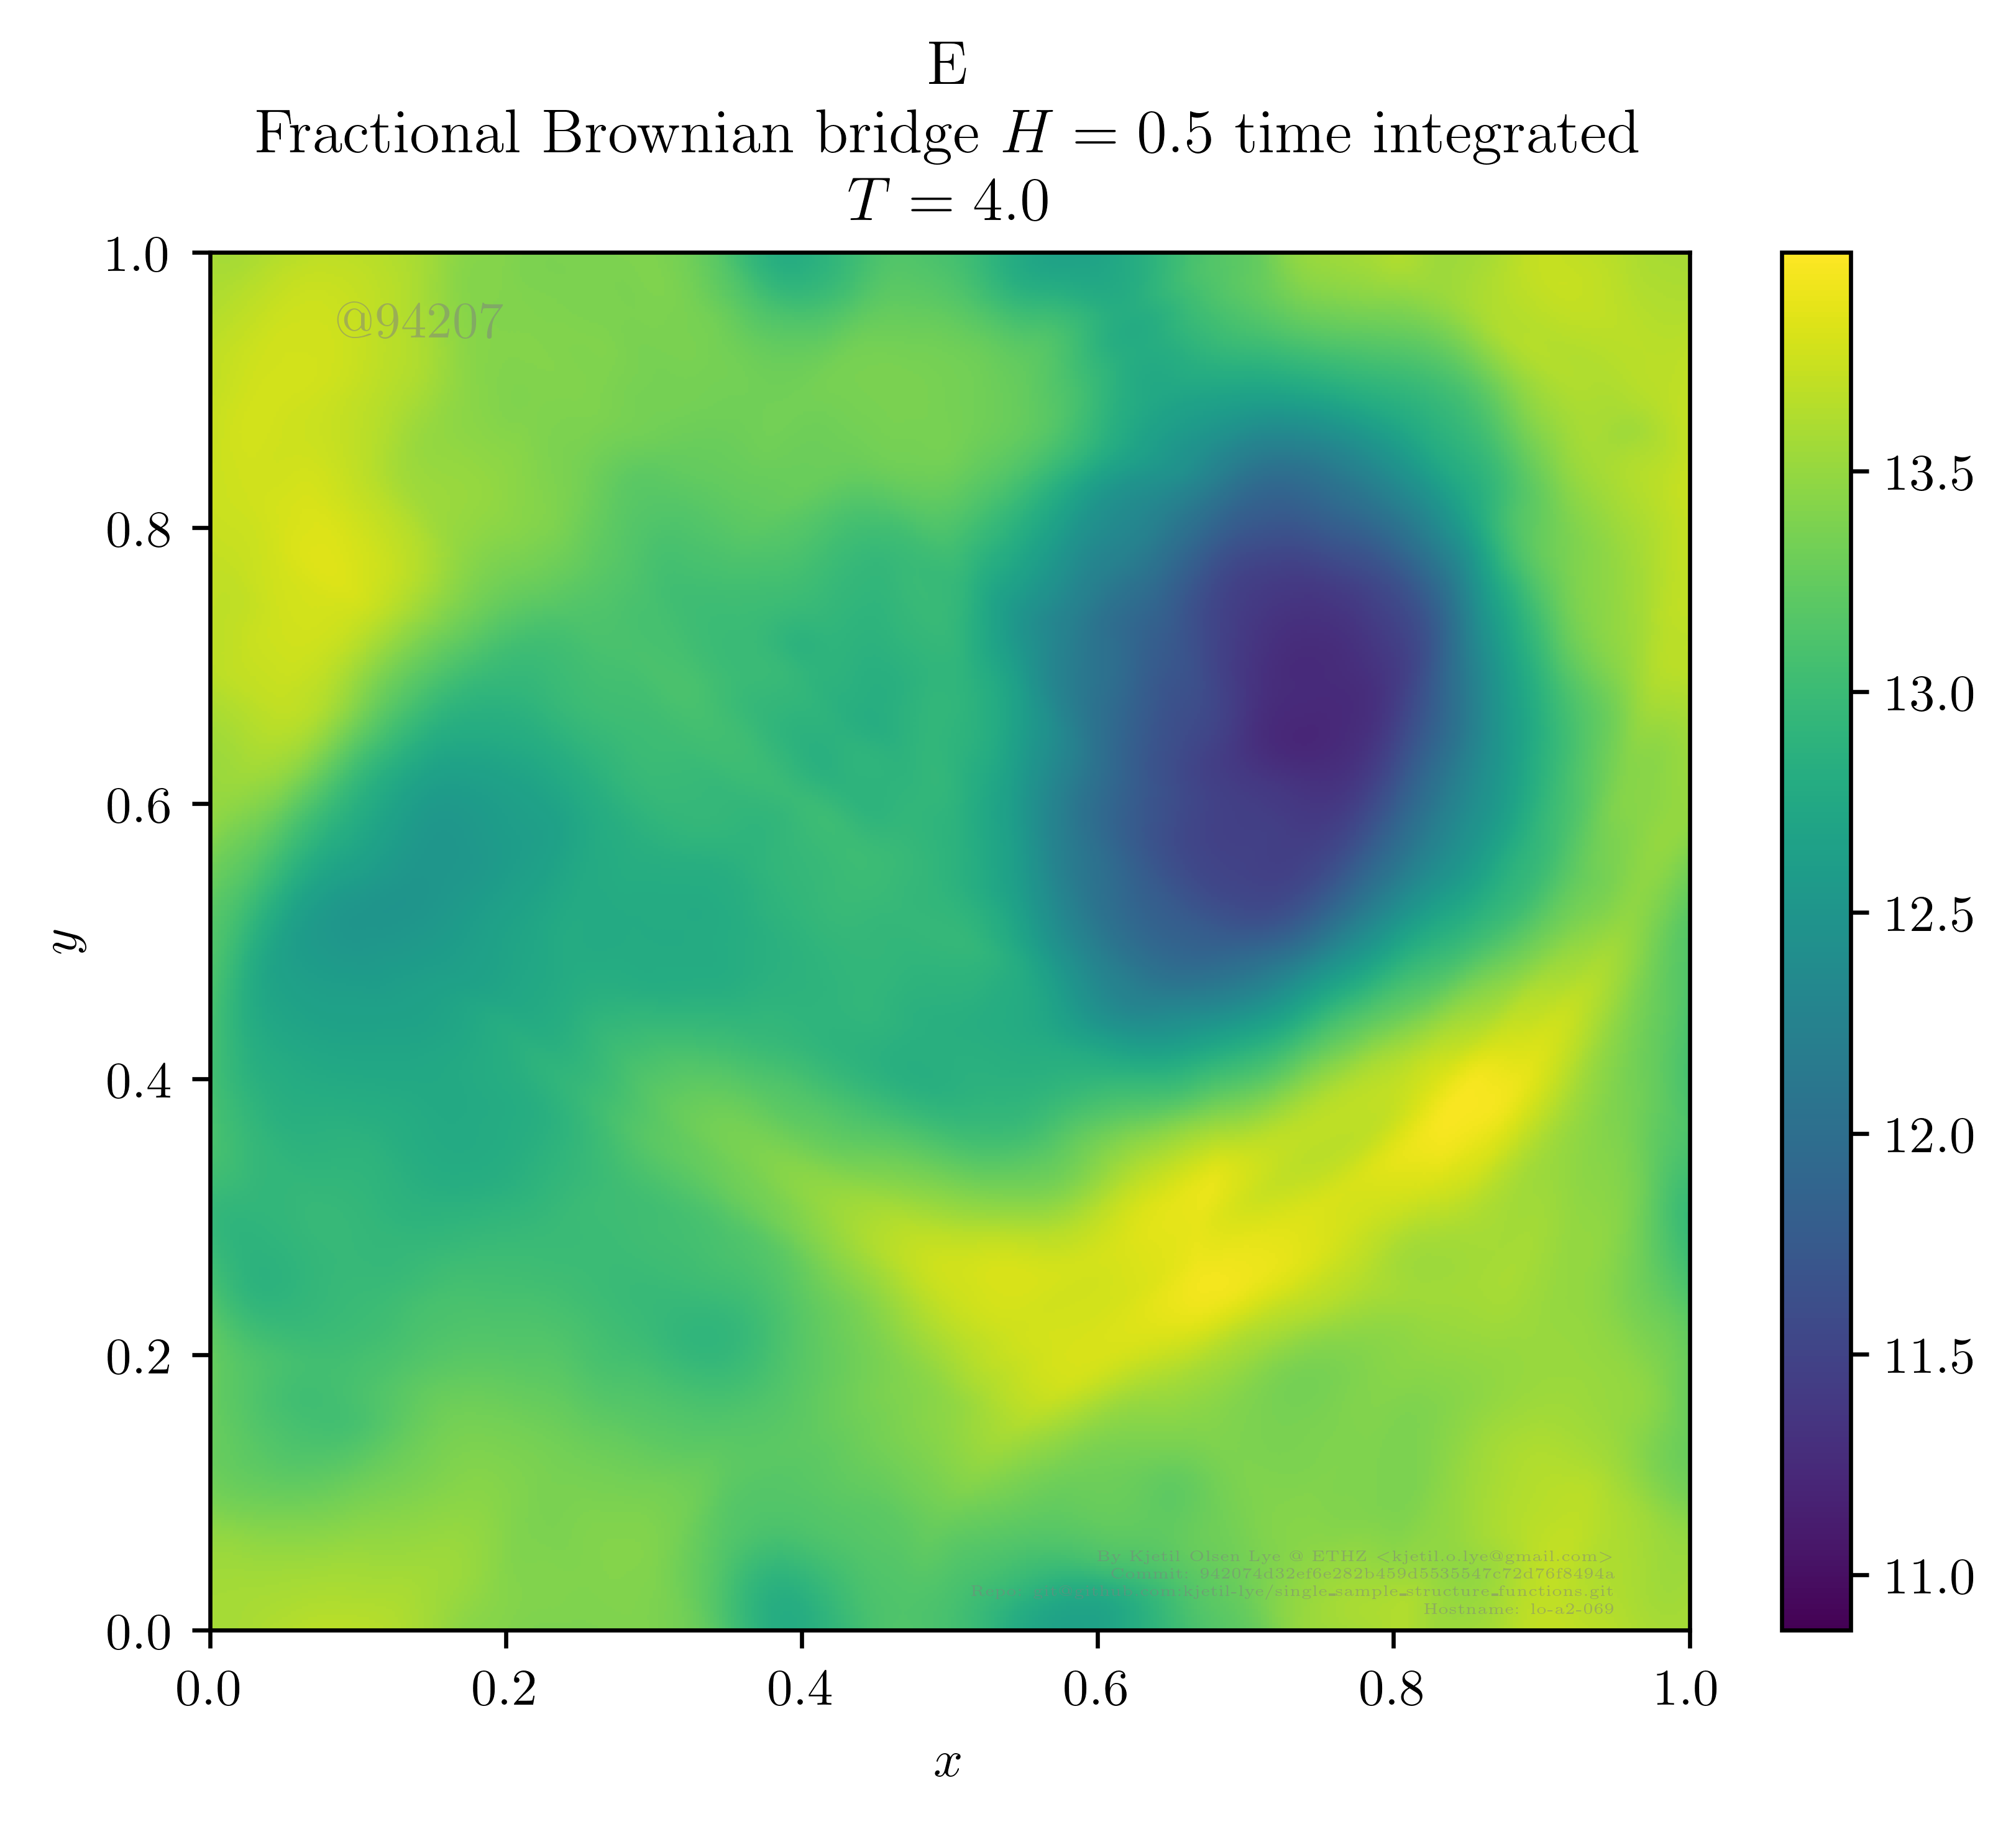 E
Fractional Brownian bridge H = 0.5 time integrated
T = 4.0
1.0
@94207
0.8
0.6
0.4
0.2
0.0
y
0.0 0.2 0.4 0.6 0.8 1.0
x
13.5
13.0
12.5
12.0
11.5
11.0
By Kjetil Olsen Lye @ ETHZ <kjetil.o.lye@gmail.com>
Commit: 942074d32ef6e282b459d5535547c72d76f8494a
Repo:
Hostname: lo-a2-069